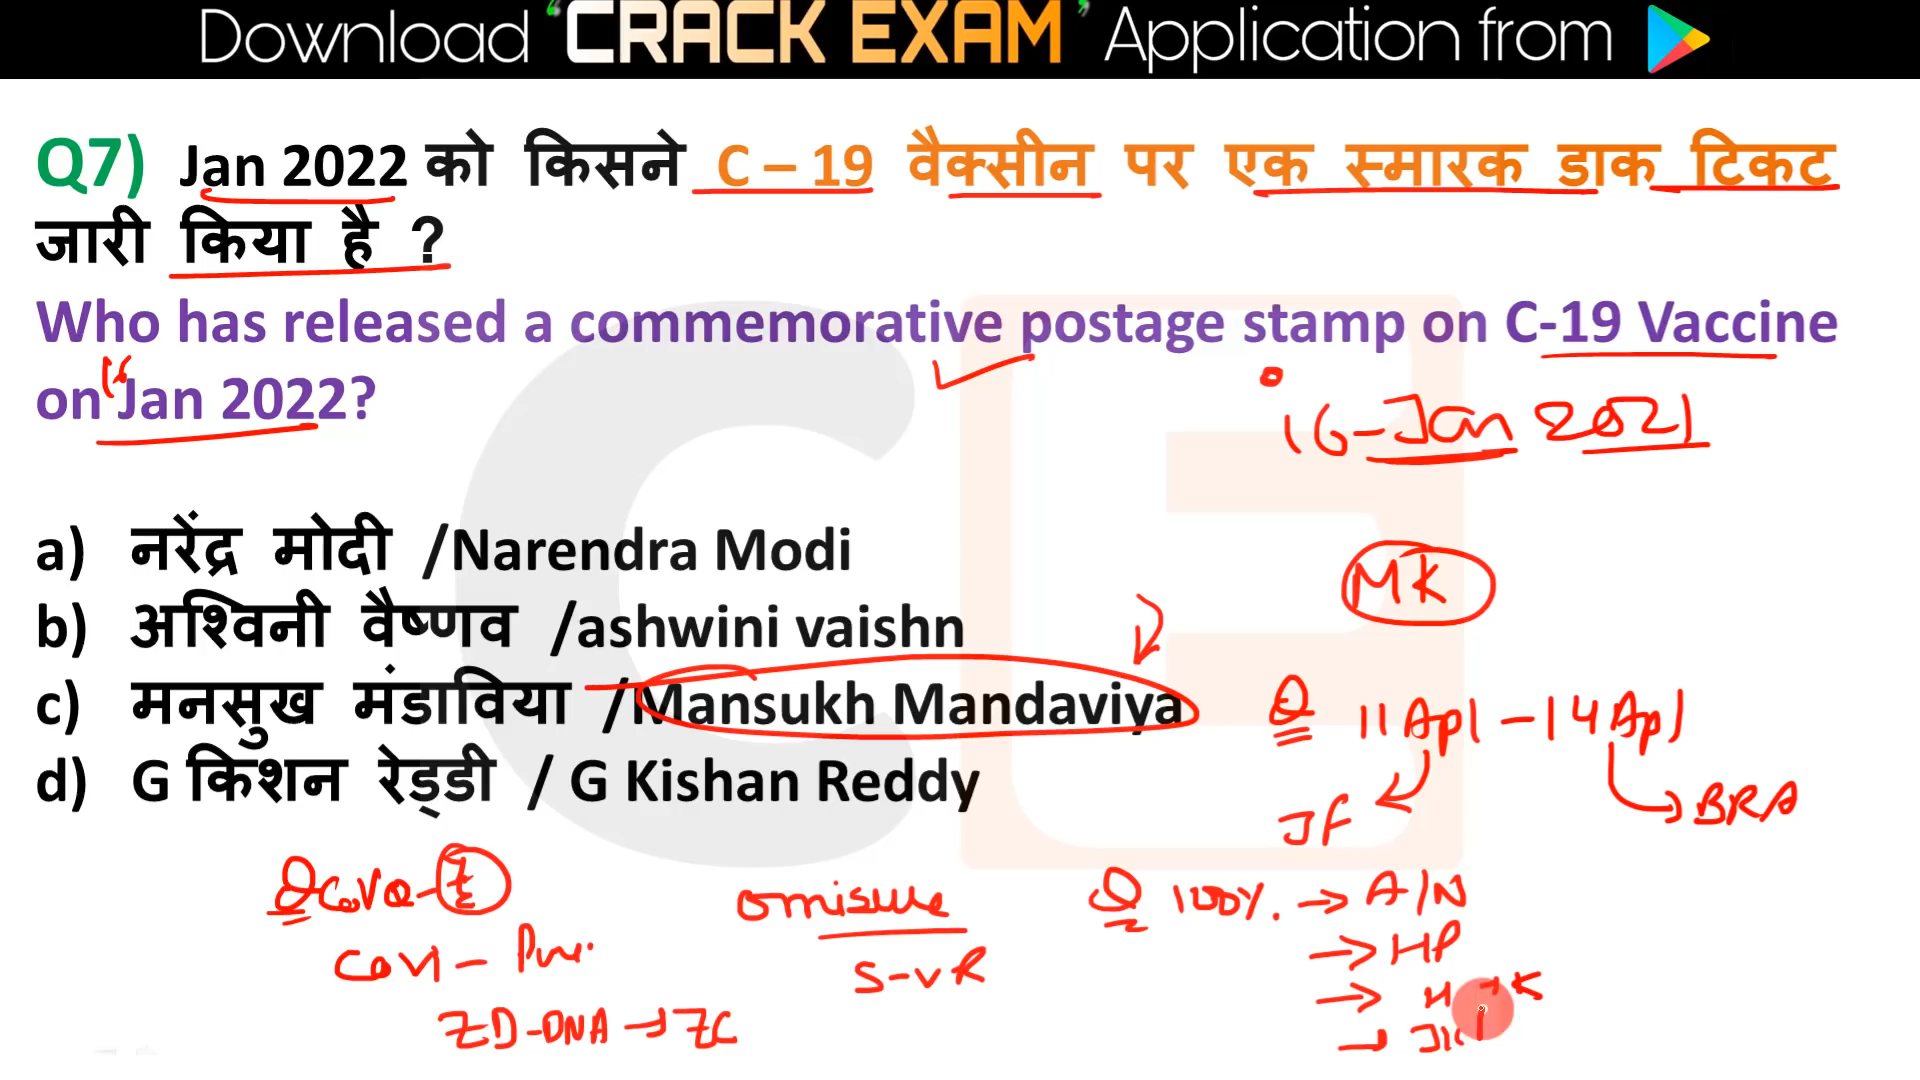 Download 'CRACK EXAM' Application from
Q7) Jan 2022 को किसने C – 19 वैक्सीन पर एक स्मारक डाक टिकट
जारी किया है ?
Who has released a commemorative postage stamp on C-19 Vaccine
on 16 Jan 2022?
16-Jan 2021
a) नरेंद्र मोदी /Narendra Modi
MK
b) अश्विनी वैष्णव /ashwini vaishn
c) मनसुख मंडाविया /Mansukh Mandaviya
Q 11 Apl - 14 Apl
d) G किशन रेड्डी / G Kishan Reddy
JF
BRA
Q
Q 100%. → A/N
→ HP
S-VR
ZD-DNA → ZC
CE